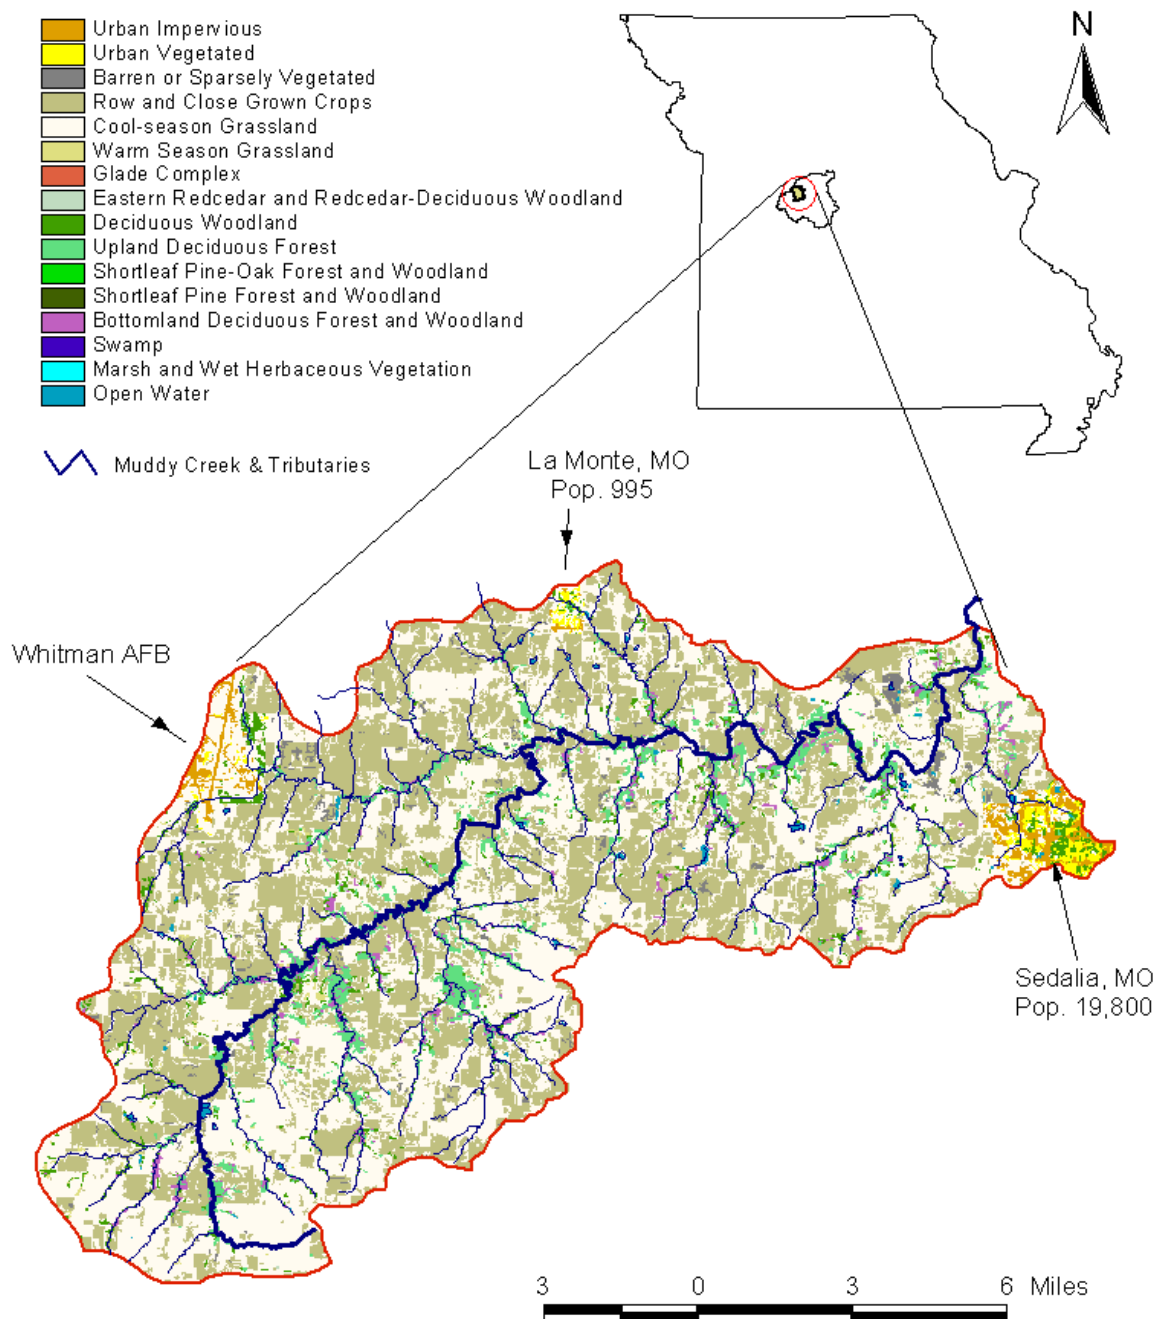 Urban Impervious
Urban Vegetated
Barren or Sparsely Vegetated
Row and Close Grown Crops
Cool-season Grassland
Warm Season Grassland
Glade Complex
Eastern Redcedar and Redcedar-Deciduous Woodland
Deciduous Woodland
Upland Deciduous Forest
Shortleaf Pine-Oak Forest and Woodland
Shortleaf Pine Forest and Woodland
Bottomland Deciduous Forest and Woodland
Swamp
Marsh and Wet Herbaceous Vegetation
Open Water
Muddy Creek & Tributaries
N
La Monte, MO
Pop. 995
Whitman AFB
Sedalia, MO
Pop. 19,800
3 0 3 6 Miles